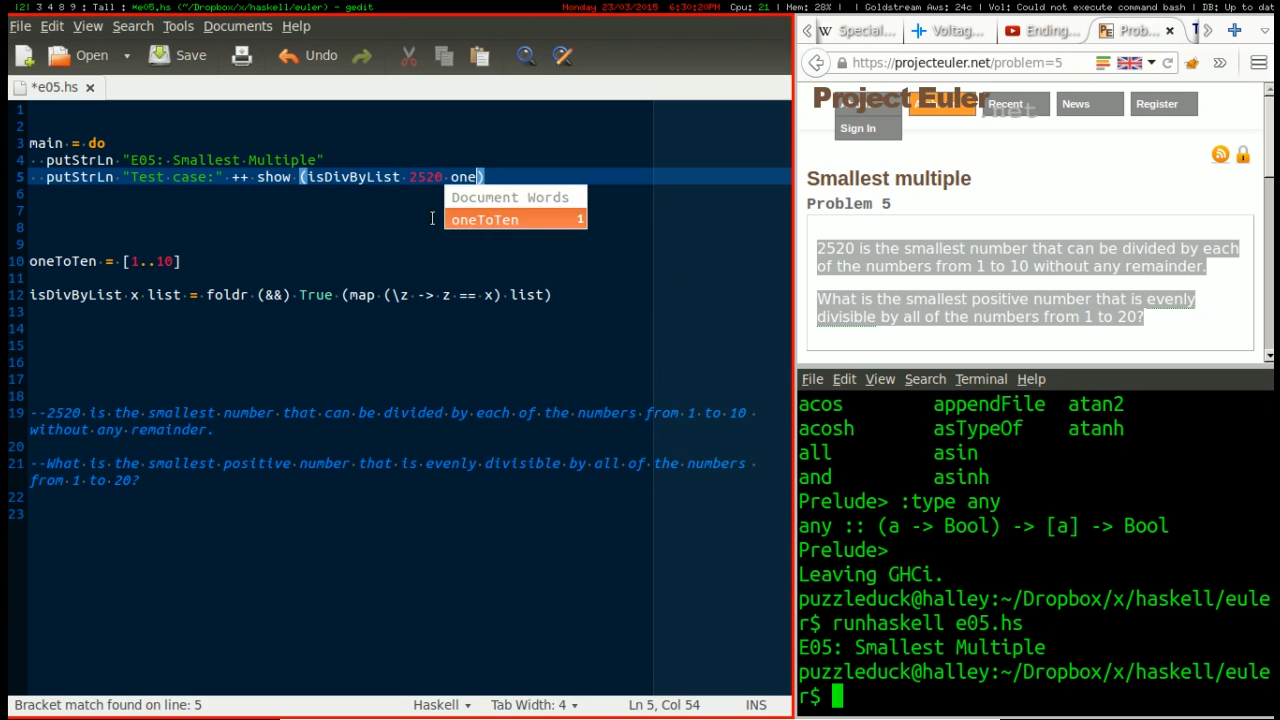 [2] 3 4 8 9 : Tall : *e05.hs (~/Dropbox/x/haskell/euler) - gedit
Monday 23/03/2015 6:30:20PM Cpu: 21 | Mem: 28% | Goldstream Aus: 24c | Vol: Could not execute command bash | DB: Up to dat
File Edit View Search Tools Documents Help
Open Save Undo
*e05.hs
1
2
3 main = do
4 putStrLn "E05: Smallest Multiple"
5 putStrLn "Test case:" ++ show (isDivByList 2520 one)
6
Document Words
7
oneToTen 1
8
9
10 oneToTen = [1..10]
11
12 isDivByList x list = foldr (&&) True (map (\z -> z == x) list)
13
14
15
16
17
18
19 --2520 is the smallest number that can be divided by each of the numbers from 1 to 10
without any remainder.
20
21 --What is the smallest positive number that is evenly divisible by all of the numbers
from 1 to 20?
22
23
Bracket match found on line: 5 Haskell Tab Width: 4 Ln 5, Col 54 INS
Special... Voltag... Ending... Prob...
https://projecteuler.net/problem=5
Project Euler .net
Recent News Register
Sign In
Smallest multiple
Problem 5
2520 is the smallest number that can be divided by each
of the numbers from 1 to 10 without any remainder.
What is the smallest positive number that is evenly
divisible by all of the numbers from 1 to 20?
File Edit View Search Terminal Help
acos appendFile atan2
acosh asTypeOf atanh
all asin
and asinh
Prelude> :type any
any :: (a -> Bool) -> [a] -> Bool
Prelude>
Leaving GHCi.
puzzleduck@halley:~/Dropbox/x/haskell/eule
r$ runhaskell e05.hs
E05: Smallest Multiple
puzzleduck@halley:~/Dropbox/x/haskell/eule
r$